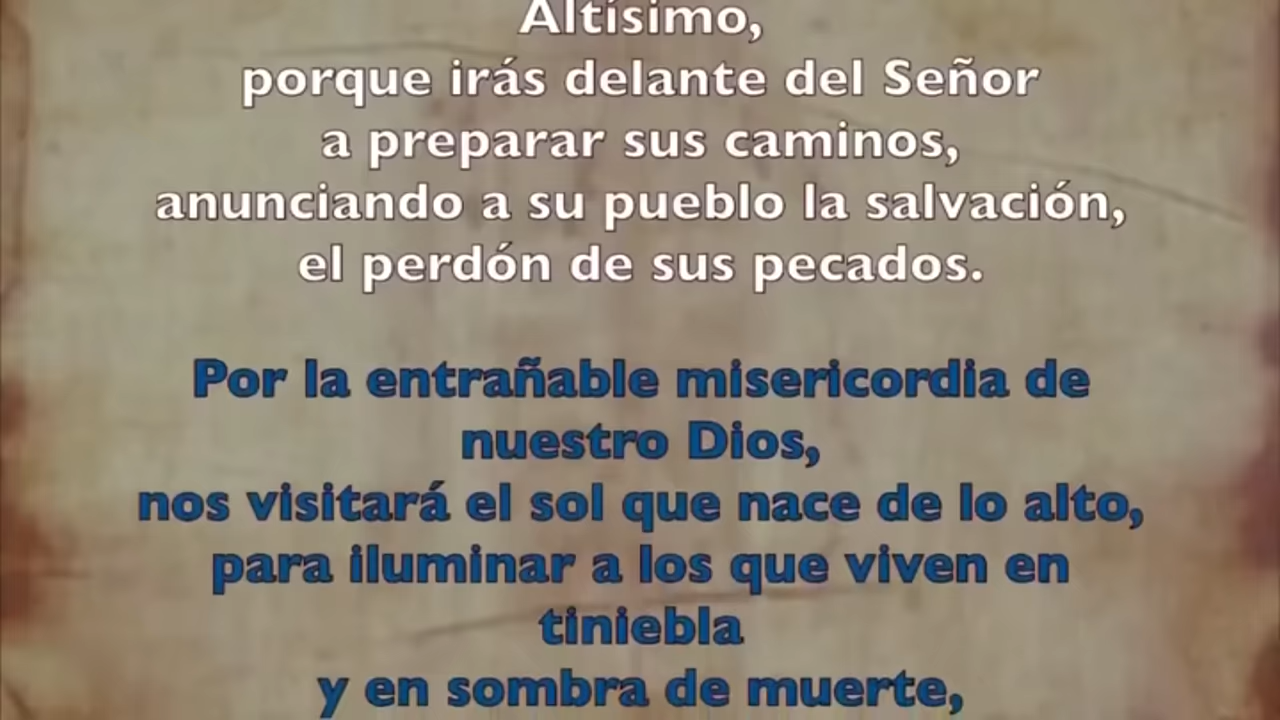 Altísimo,
porque irás delante del Señor
a preparar sus caminos,
anunciando a su pueblo la salvación,
el perdón de sus pecados.
Por la entrañable misericordia de
nuestro Dios,
nos visitará el sol que nace de lo alto,
para iluminar a los que viven en
tiniebla
y en sombra de muerte,